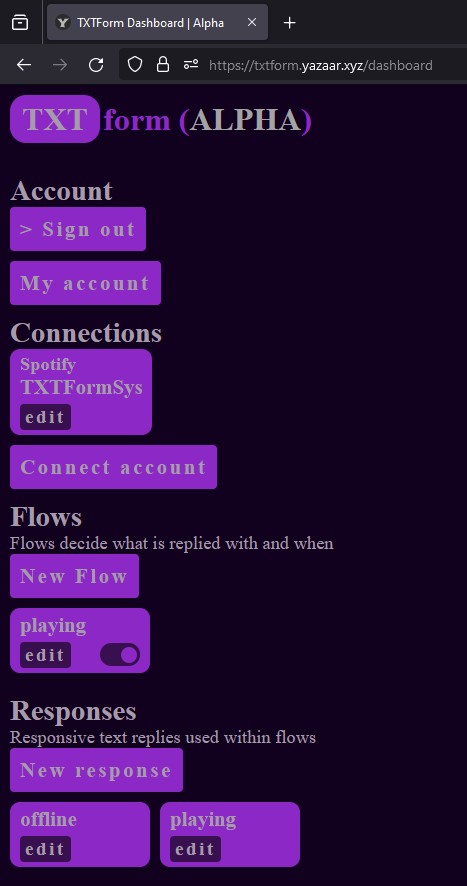 TXTForm Dashboard | Alpha
https://txtform.yazaar.xyz/dashboard
TXT form (ALPHA)
Account
> Sign out
My account
Connections
Spotify
TXTFormSys
edit
Connect account
Flows
Flows decide what is replied with and when
New Flow
playing
edit
Responses
Responsive text replies used within flows
New response
offline
edit
playing
edit